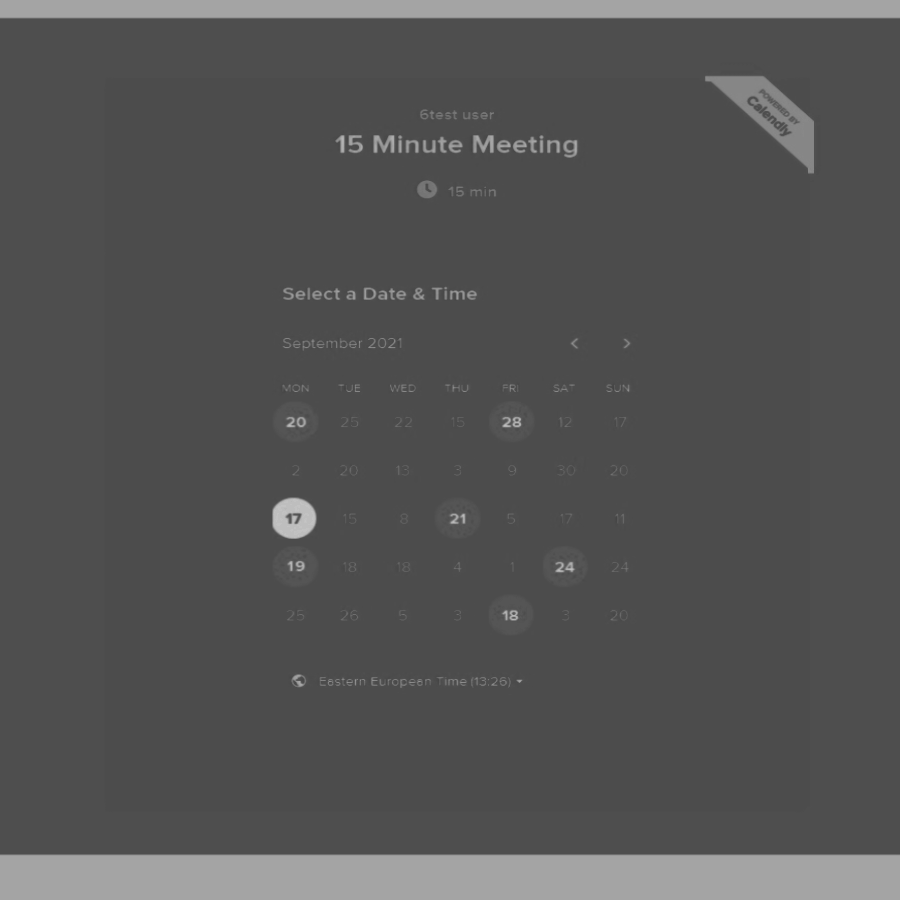 POWERED BY
Calendly
6test user
15 Minute Meeting
15 min
Select a Date & Time
September 2021
MON TUE WED THU FRI SAT SUN
20 25 22 15 28 12 17
2 20 13 3 9 30 20
17 15 8 21 5 17 11
19 18 18 4 1 24 24
25 26 5 3 18 3 20
Eestern Europeen Time (13:26)